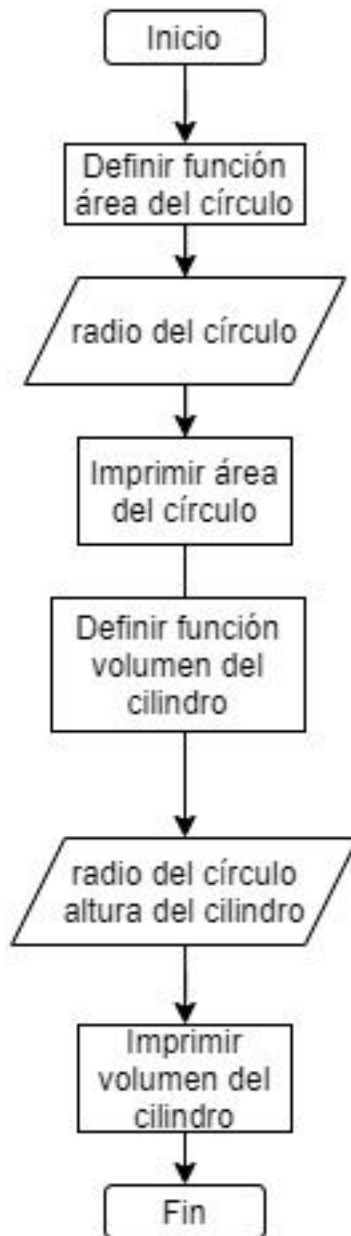 Inicio
Definir función
área del círculo
radio del círculo
Imprimir área
del círculo
Definir función
volumen del
cilindro
radio del círculo
altura del cilindro
Imprimir
volumen del
cilindro
Fin